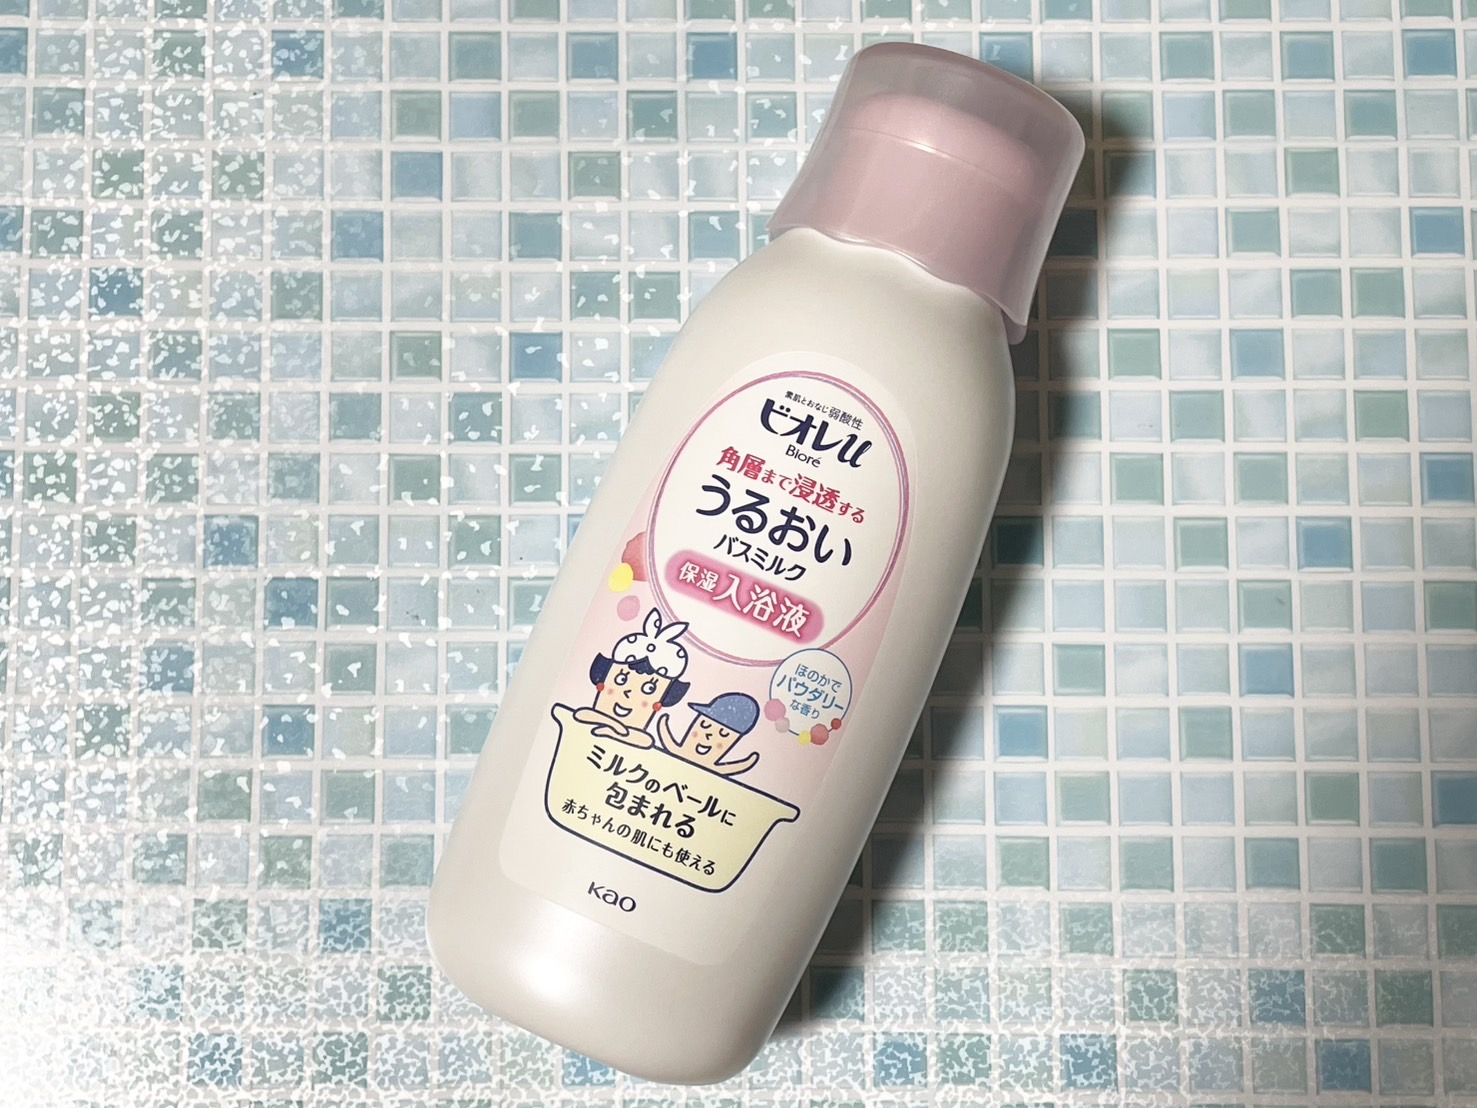 素肌とおなじ弱酸性
ビオレu
Bioré
角層まで浸透する
うるおい
バスミルク
保湿入浴液
ほのかで
パウダリー
な香り
ミルクのベールに
包まれる
赤ちゃんの肌にも使える
Kao